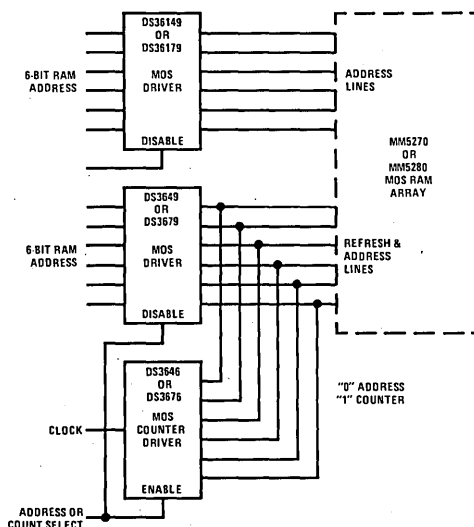 DS36149
OR
DS36179
MOS
DRIVER
DISABLE
6-BIT RAM
ADDRESS
ADDRESS
LINES
MM5270
OR
MM5280
MOS RAM
ARRAY
DS3649
OR
DS3679
MOS
DRIVER
DISABLE
6-BIT RAM
ADDRESS
REFRESH &
ADDRESS
LINES
DS3646
OR
DS3676
MOS
COUNTER
DRIVER
ENABLE
CLOCK
"0" ADDRESS
"1" COUNTER
ADDRESS OR
COUNT SELECT